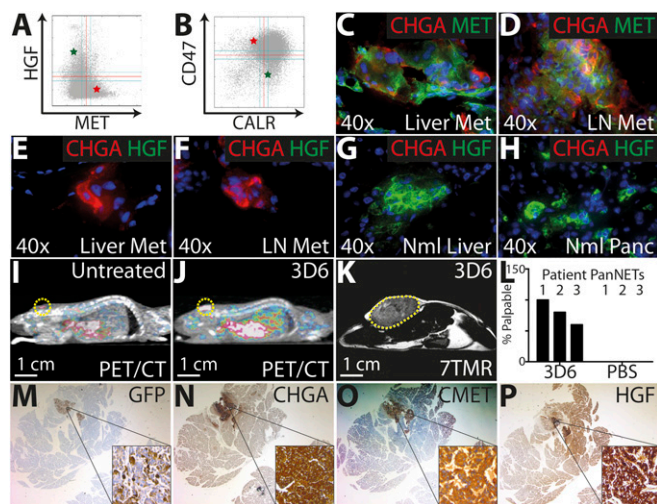 A
HGF
MET
B
CD47
CALR
C
CHGA MET
40x Liver Met
D
CHGA MET
40x LN Met
E
CHGA HGF
40x Liver Met
F
CHGA HGF
40x LN Met
G
CHGA HGF
40x Nml Liver
H
CHGA HGF
40x Nml Panc
I Untreated
1 cm PET/CT
J 3D6
1 cm PET/CT
K 3D6
1 cm 7TMR
L
Patient PanNETs
1 2 3 1 2 3
150
% Palpable
0
3D6 PBS
M GFP
N CHGA
O CMET
P HGF